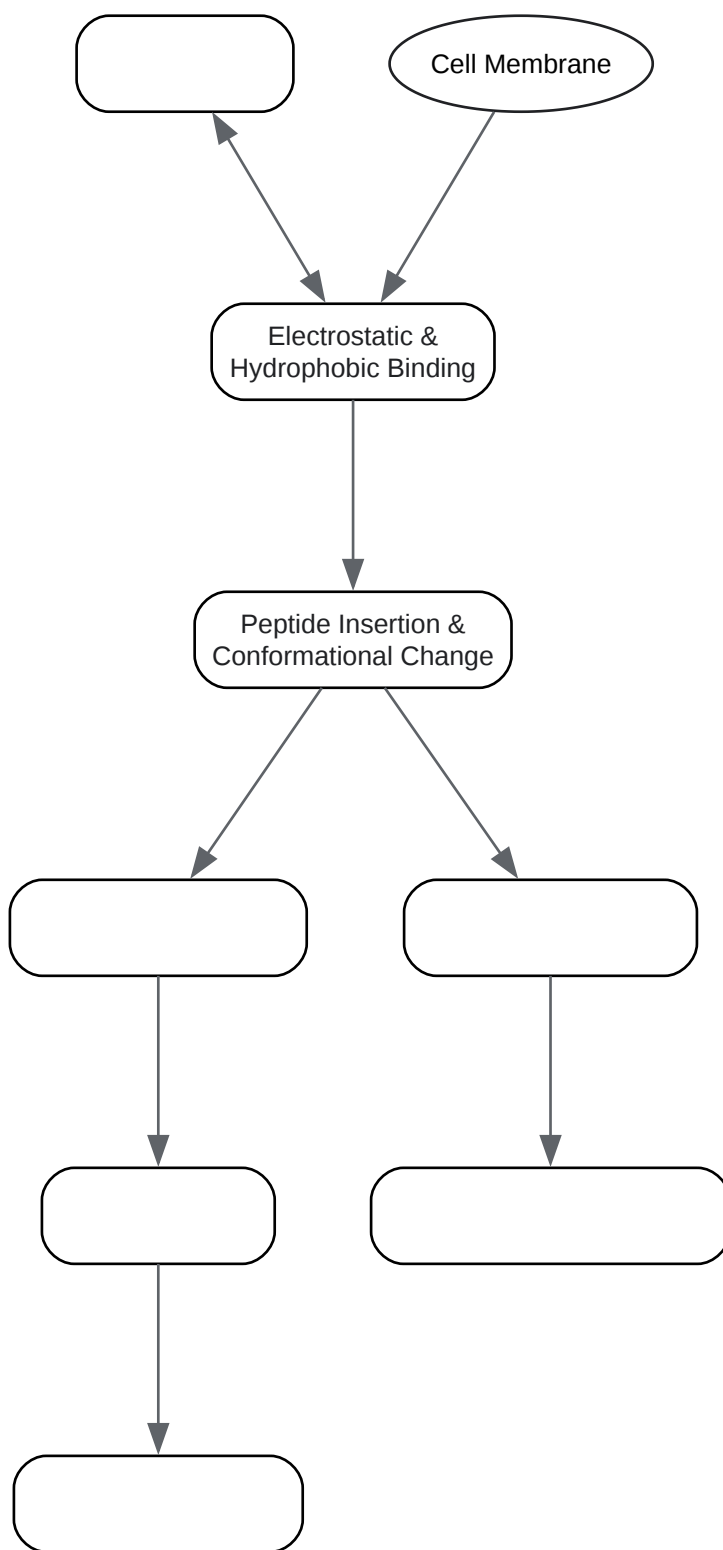 Cell Membrane
Electrostatic &
Hydrophobic Binding
Peptide Insertion &
Conformational Change